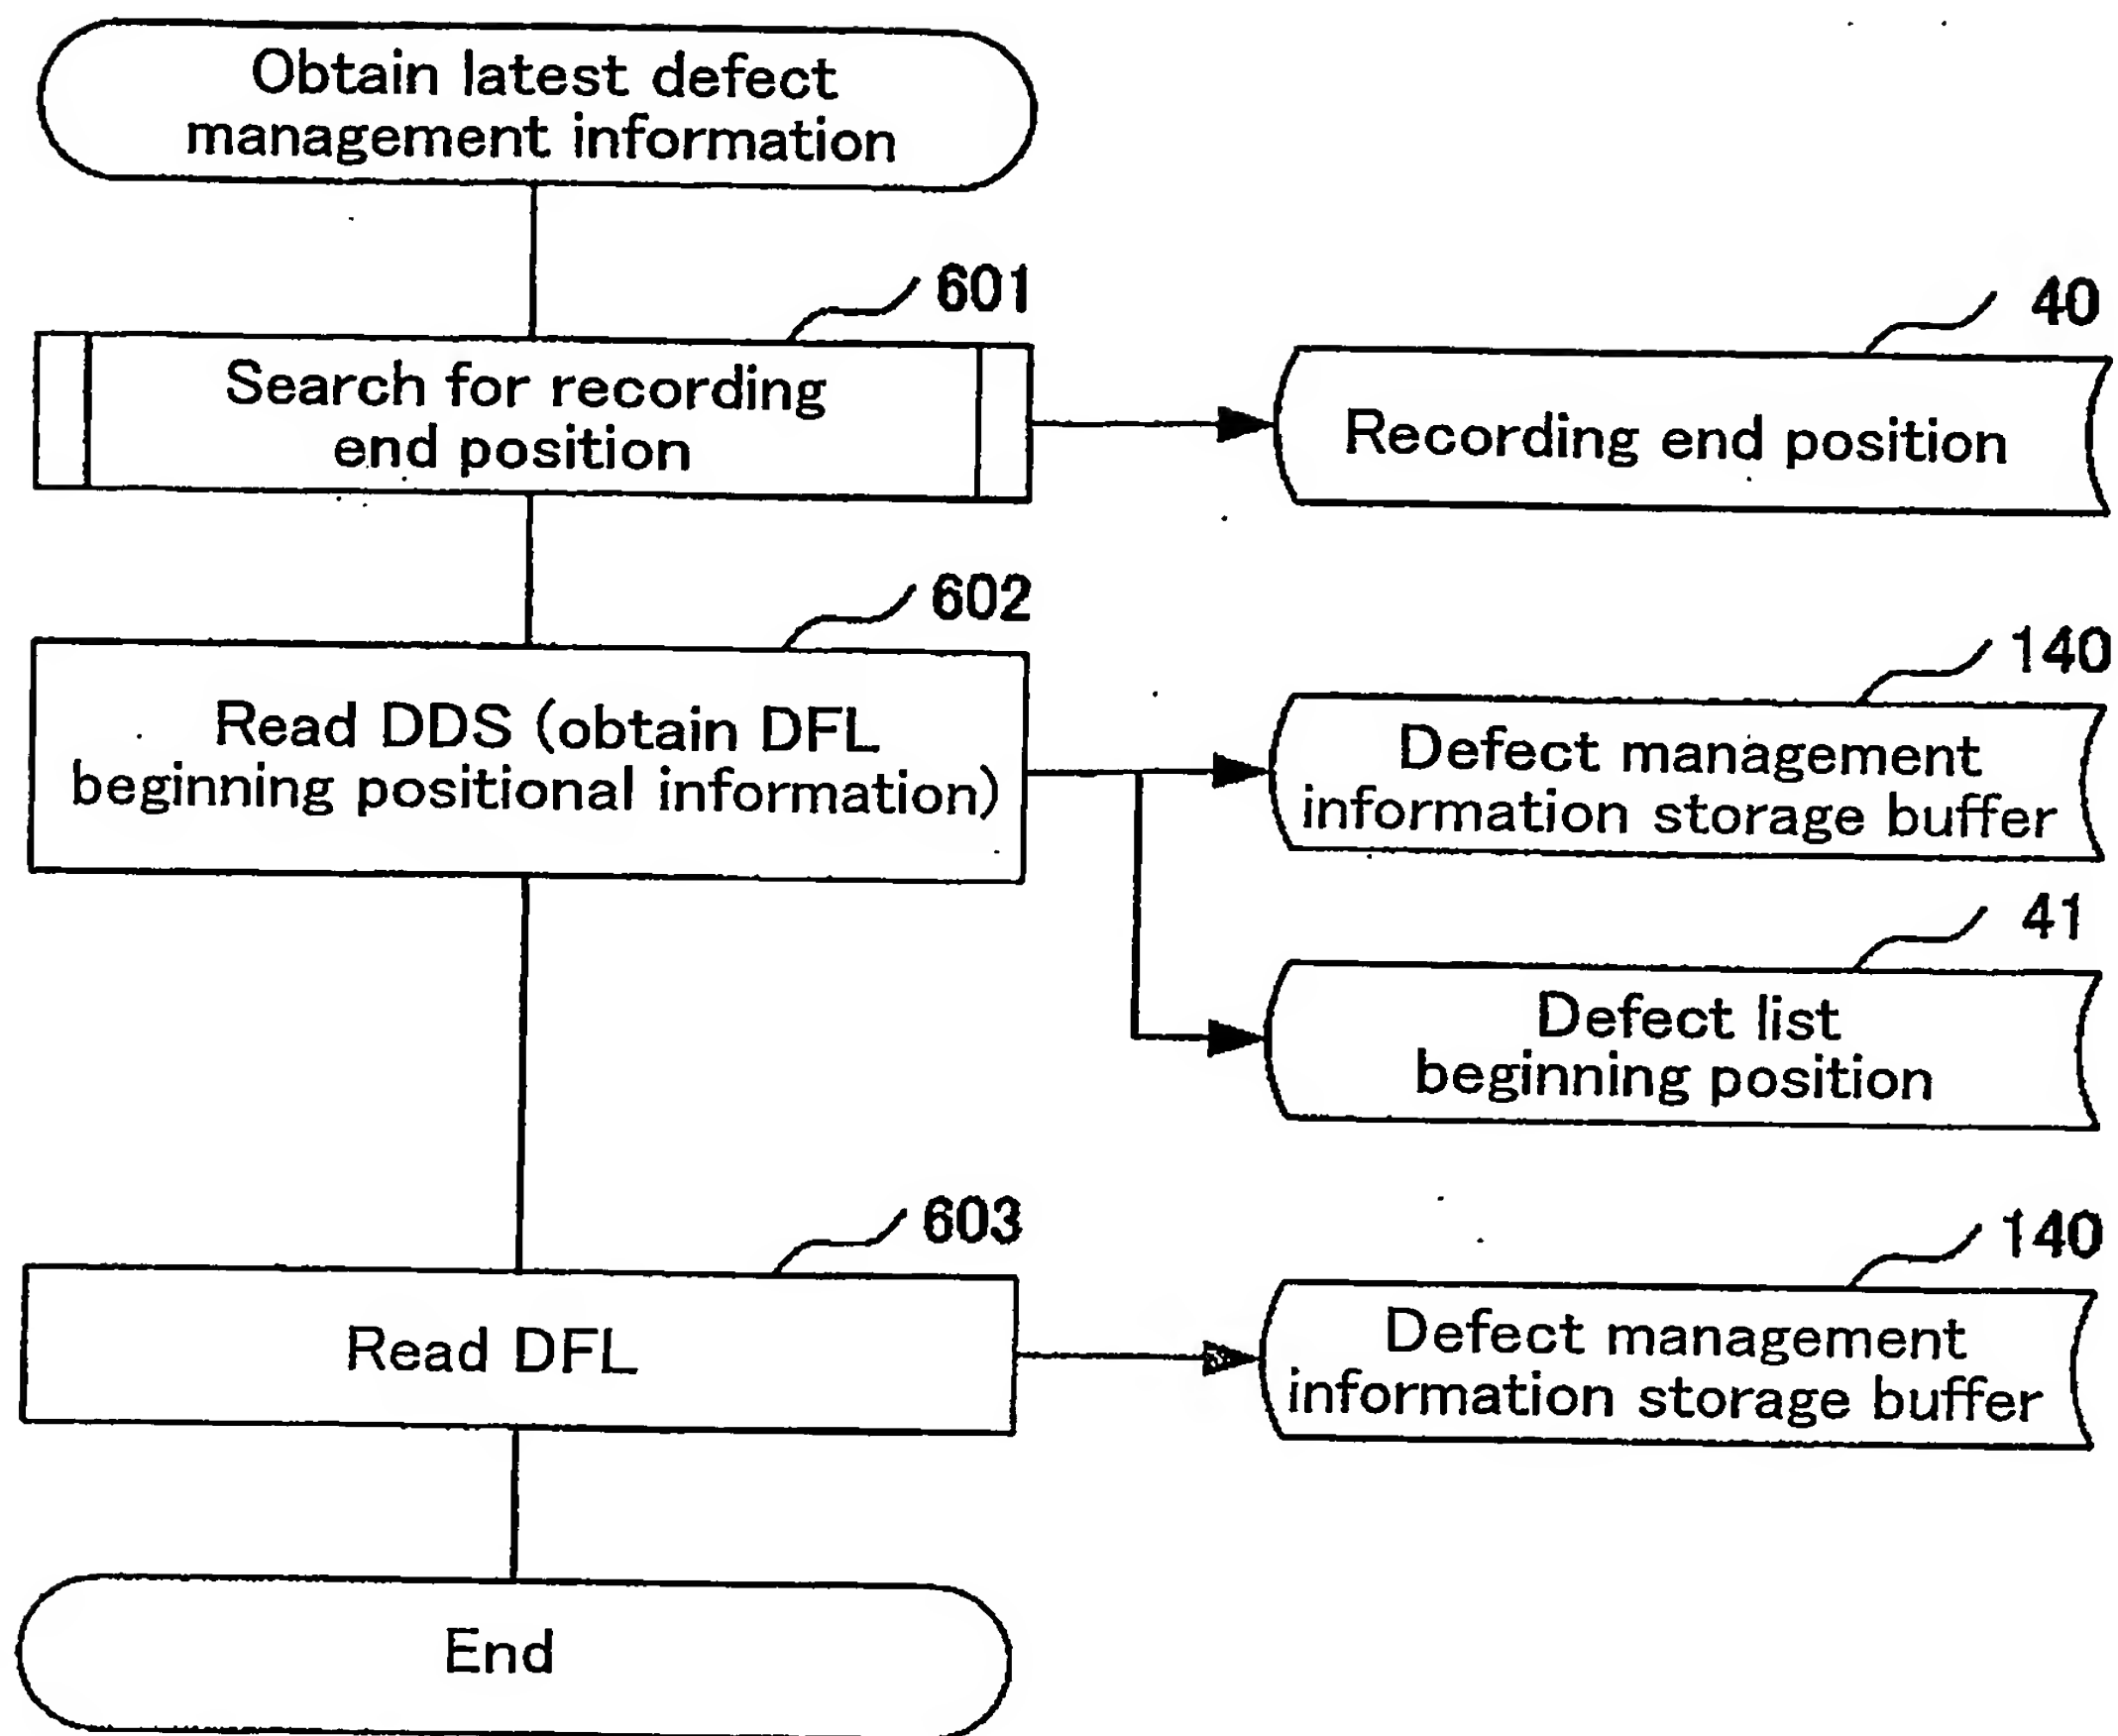 Obtain latest defect
management information
601
Search for recording
end position
40
Recording end position
602
Read DDS (obtain DFL
beginning positional information)
140
Defect management
information storage buffer
41
Defect list
beginning position
603
Read DFL
140
Defect management
information storage buffer
End